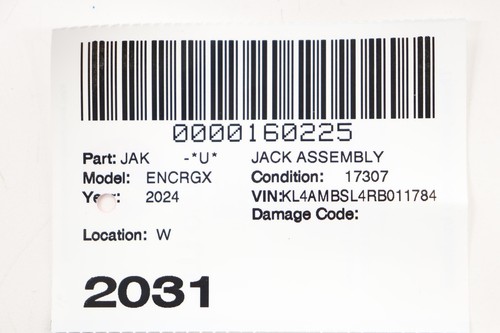 0000160225
Part: JAK -*U* JACK ASSEMBLY
Model: ENCRGX Condition: 17307
Year: 2024 VIN:KL4AMBSL4RB011784
Damage Code:
Location: W
2031